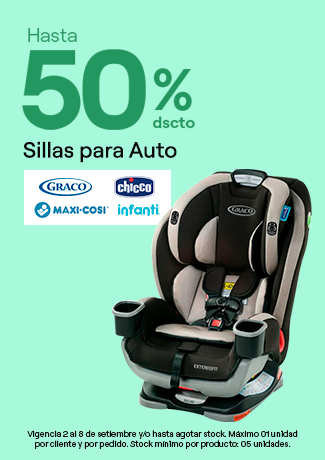 Hasta
50%
dscto
Sillas para Auto
GRACO chicco
MAXI-COSI infanti
GRACO
EXTEND2FIT
Vigencia 2 al 8 de setiembre y/o hasta agotar stock. Máximo 01 unidad
por cliente y por pedido. Stock mínimo por producto: 05 unidades.